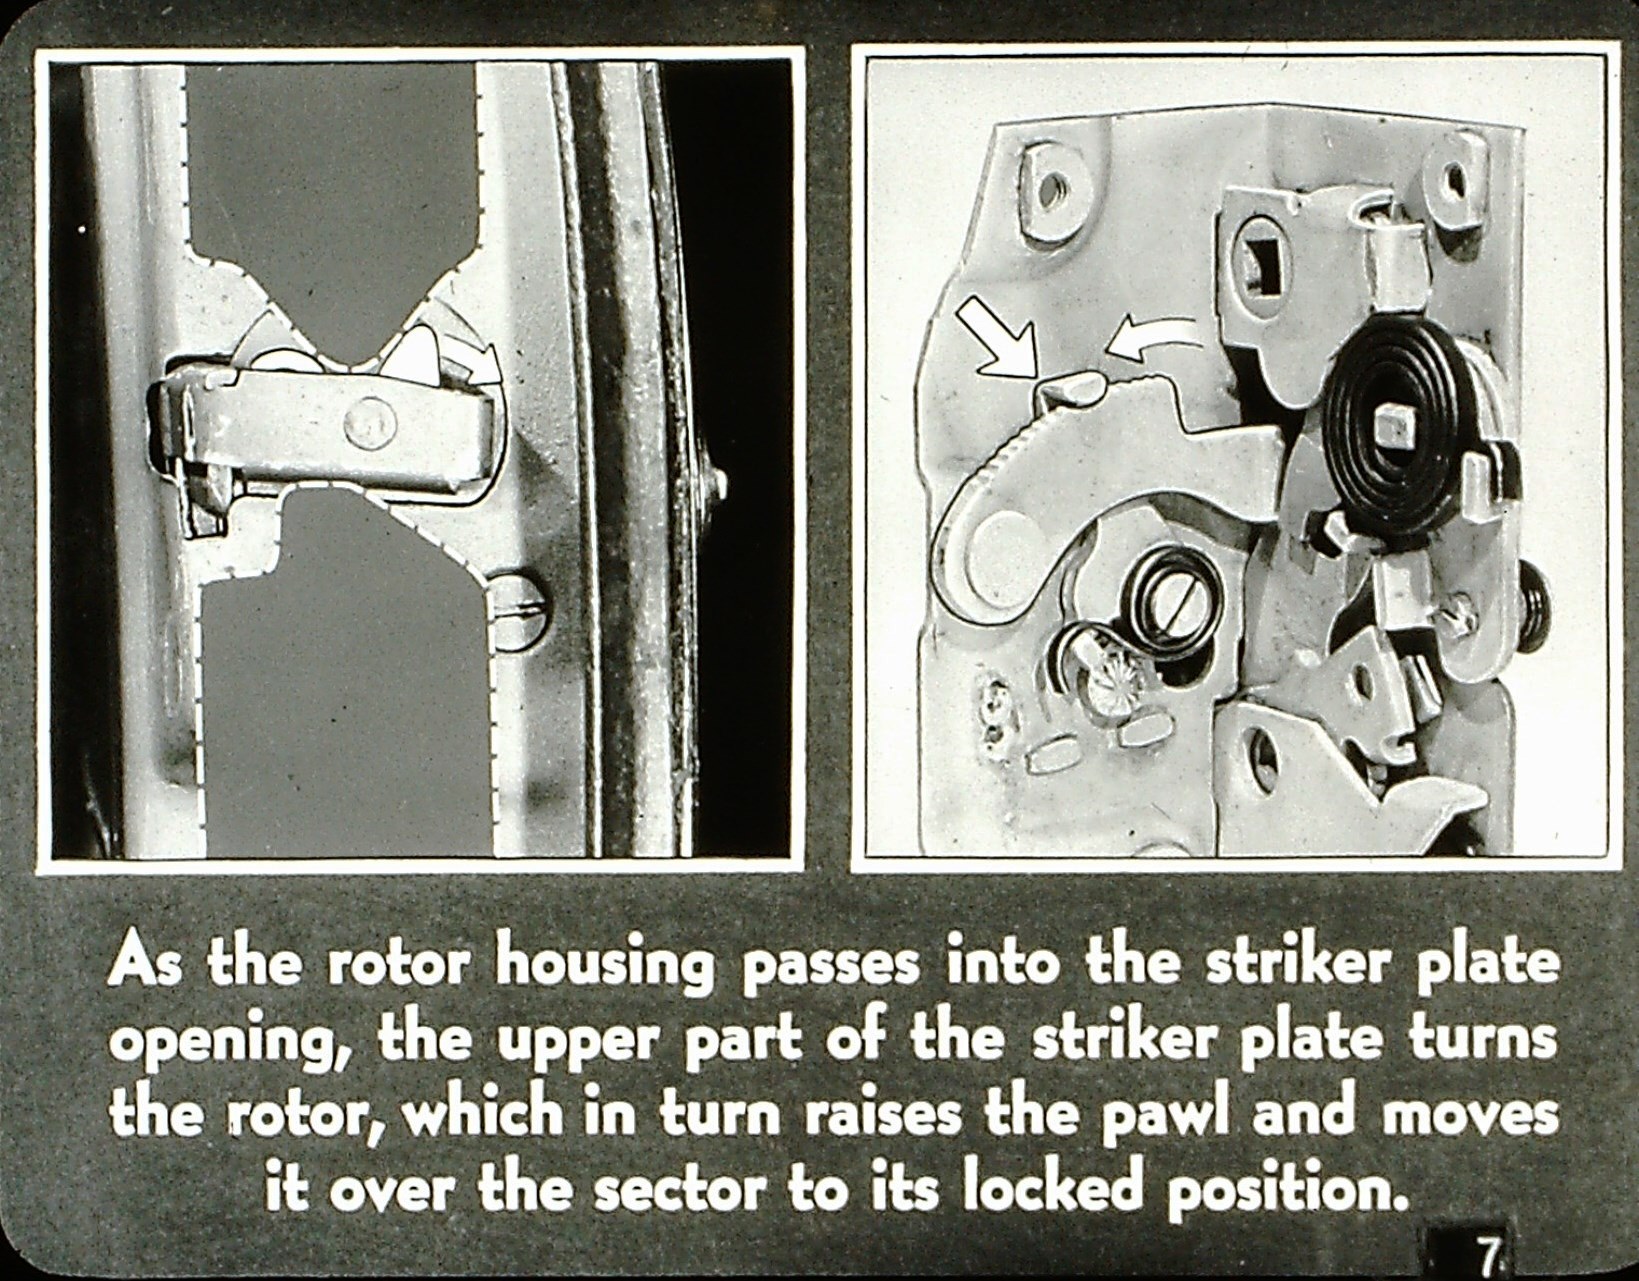 As the rotor housing passes into the striker plate
opening, the upper part of the striker plate turns
the rotor, which in turn raises the pawl and moves
it over the sector to its locked position.
7